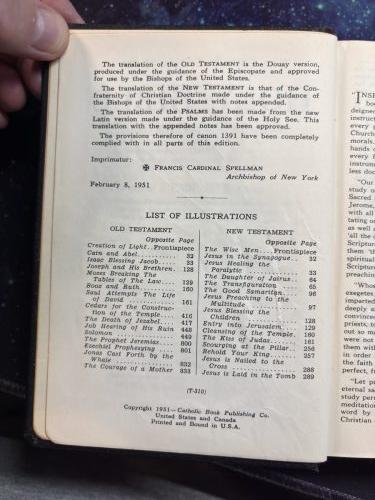 The translation of the OLD TESTAMENT is the Douay version,
produced under the guidance of the Episcopate and approved
for use by the Bishops of the United States.
The translation of the NEW TESTAMENT is that of the Con-
fraternity of Christian Doctrine made under the guidance of
the Bishops of the United States with notes appended.
The translation of the PSALMS has been made from the new
Latin version made under the guidance of the Holy See. This
translation with the appended notes has been approved.
The provisions therefore of canon 1391 have been completely
complied with in all parts of this edition.
Imprimatur:
✠ FRANCIS CARDINAL SPELLMAN
Archbishop of New York
February 8, 1951
LIST OF ILLUSTRATIONS
OLD TESTAMENT
Opposite Page
Creation of Light..Frontispiece
Cain and Abel 32
Isaac Blessing Jacob 33
Joseph and His Brethren. 128
Moses Breaking The
Tables of The Law 129
Booz and Ruth 160
Saul Attempts The Life
of David 161
Cedars for the Construc-
tion of the Temple 416
The Death of Jezabel 417
Job Hearing of His Ruin 448
Solomon 449
The Prophet Jeremias 800
Ezechiel Prophesying 801
Jonas Cast Forth by the
Whale 832
The Courage of a Mother 833
NEW TESTAMENT
Opposite Page
The Wise Men....Frontispiece
Jesus in the Synagogue.. 32
Jesus Healing the
Paralytic 33
The Daughter of Jairus.. 64
The Transfiguration 65
The Good Samaritan 96
Jesus Preaching to the
Multitude 97
Jesus Blessing the
Children 128
Entry into Jerusalem 129
Cleansing of the Temple. 160
The Kiss of Judas 161
Scourging at the Pillar.. 256
Behold Your King 257
Jesus is Nailed to the
Cross 288
Jesus is Laid in the Tomb 289
(T-310)
Copyright 1951—Catholic Book Publishing Co.
United States and Canada
Printed and Bound in U.S.A.